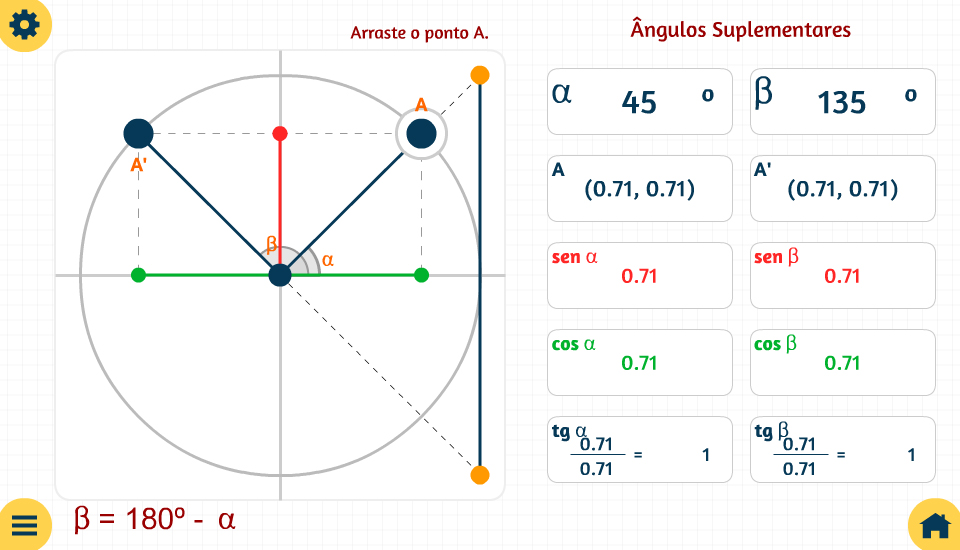 Arraste o ponto A.
Ângulos Suplementares
A
A'
β
α
α 45 º
β 135 º
A (0.71, 0.71)
A' (0.71, 0.71)
sen α 0.71
sen β 0.71
cos α 0.71
cos β 0.71
tg α
0.71
0.71 = 1
tg β
0.71
0.71 = 1
β = 180º - α